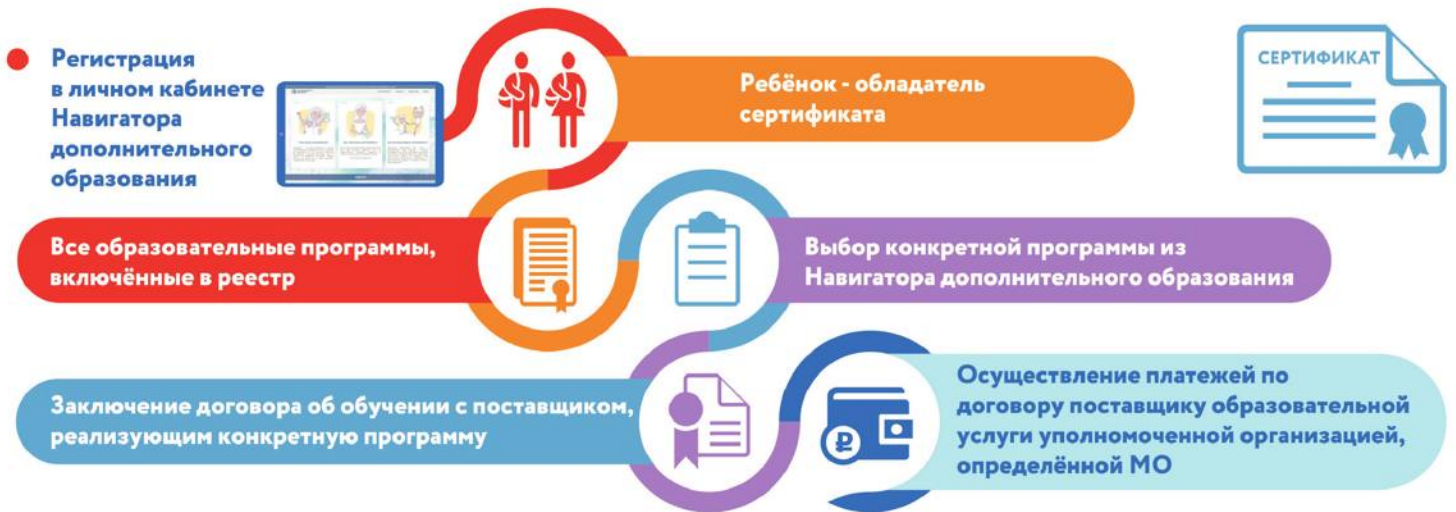 Регистрация
в личном кабинете
Навигатора
дополнительного
образования
Ребёнок - обладатель
сертификата
СЕРТИФИКАТ
Все образовательные программы,
включённые в реестр
Выбор конкретной программы из
Навигатора дополнительного образования
Заключение договора об обучении с поставщиком,
реализующим конкретную программу
Осуществление платежей по
договору поставщику образовательной
услуги уполномоченной организацией,
определённой МО